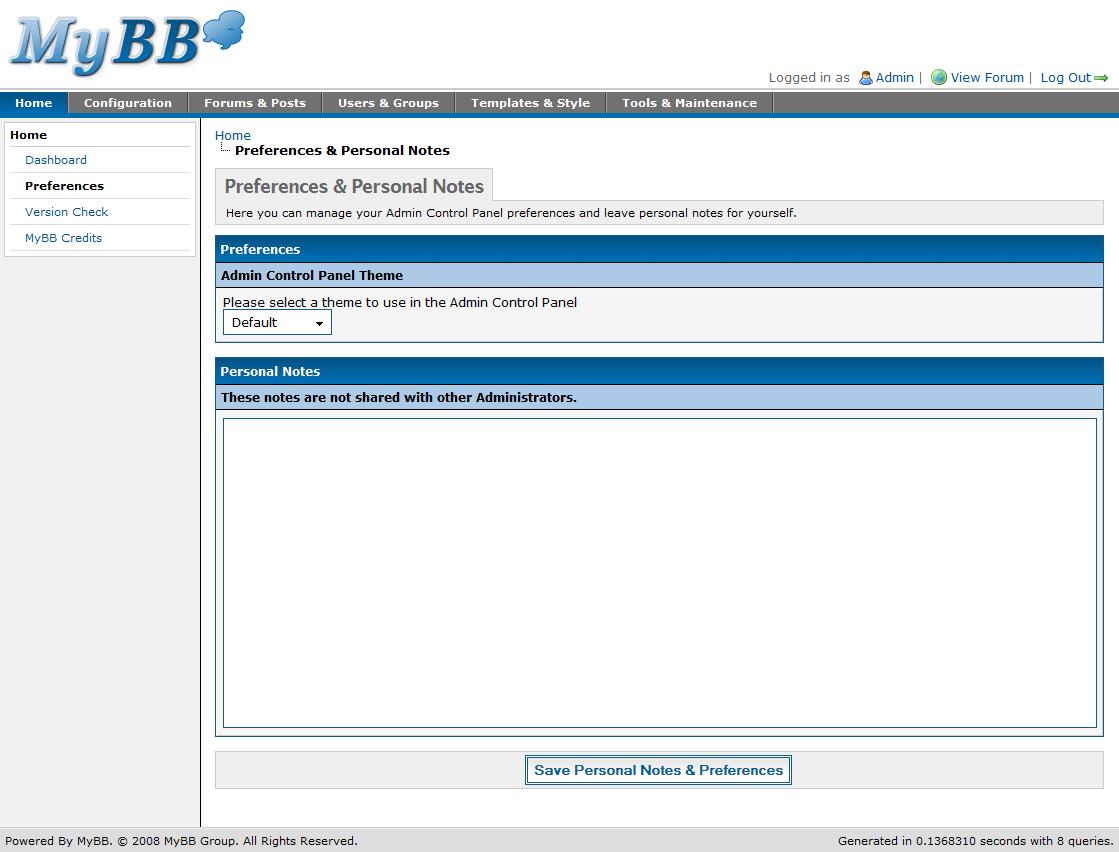 MyBB
Logged in as Admin | View Forum | Log Out
Home Configuration Forums & Posts Users & Groups Templates & Style Tools & Maintenance
Home
Dashboard
Preferences
Version Check
MyBB Credits
Home
Preferences & Personal Notes
Preferences & Personal Notes
Here you can manage your Admin Control Panel preferences and leave personal notes for yourself.
Preferences
Admin Control Panel Theme
Please select a theme to use in the Admin Control Panel
Default
Personal Notes
These notes are not shared with other Administrators.
Save Personal Notes & Preferences
Powered By MyBB. © 2008 MyBB Group. All Rights Reserved. Generated in 0.1368310 seconds with 8 queries.